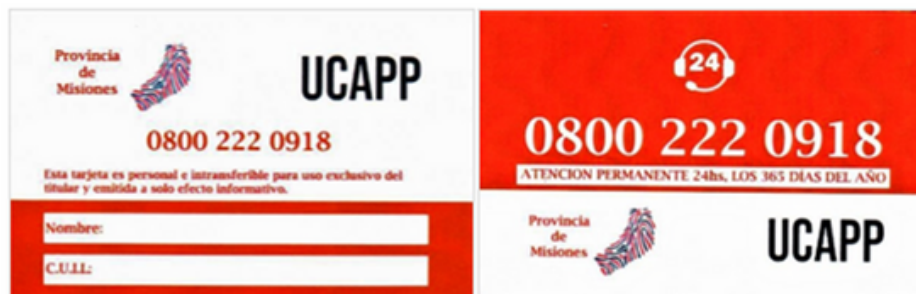 Provincia
de
Misiones
UCAPP
0800 222 0918
Esta tarjeta es personal e intransferible para uso exclusivo del
titular y emitida a solo efecto informativo.
Nombre:
C.U.I.L:
24
0800 222 0918
ATENCION PERMANENTE 24hs, LOS 365 DÍAS DEL AÑO
Provincia
de
Misiones
UCAPP